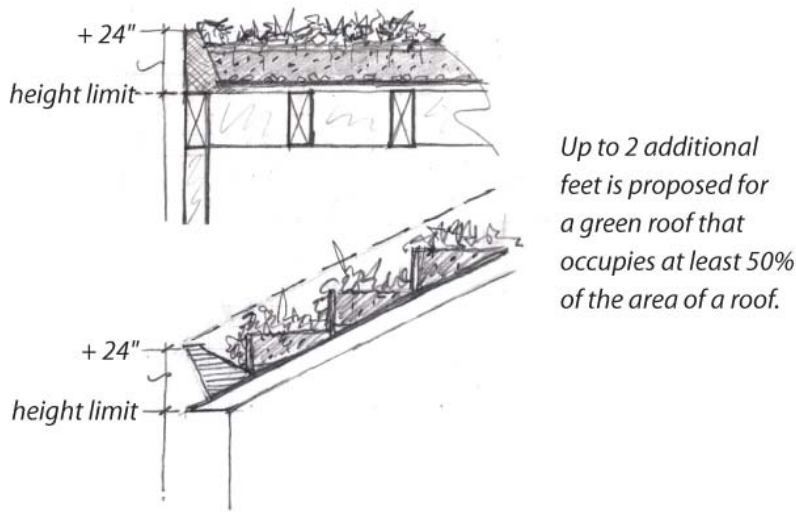 + 24"
height limit
Up to 2 additional
feet is proposed for
a green roof that
occupies at least 50%
of the area of a roof.
+ 24"
height limit